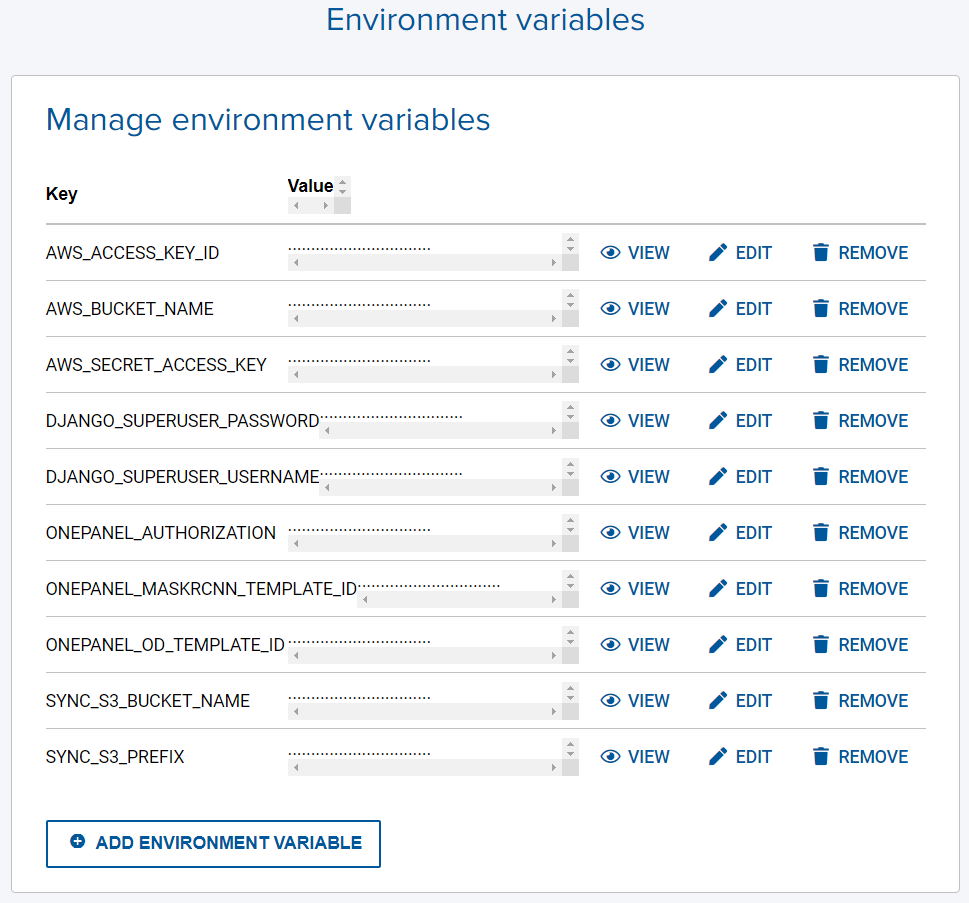 Environment variables
Manage environment variables
Key Value
AWS_ACCESS_KEY_ID ............................... VIEW EDIT REMOVE
AWS_BUCKET_NAME ............................... VIEW EDIT REMOVE
AWS_SECRET_ACCESS_KEY ............................... VIEW EDIT REMOVE
DJANGO_SUPERUSER_PASSWORD ............................... VIEW EDIT REMOVE
DJANGO_SUPERUSER_USERNAME ............................... VIEW EDIT REMOVE
ONEPANEL_AUTHORIZATION ............................... VIEW EDIT REMOVE
ONEPANEL_MASKRCNN_TEMPLATE_ID ............................... VIEW EDIT REMOVE
ONEPANEL_OD_TEMPLATE_ID ............................... VIEW EDIT REMOVE
SYNC_S3_BUCKET_NAME ............................... VIEW EDIT REMOVE
SYNC_S3_PREFIX ............................... VIEW EDIT REMOVE
ADD ENVIRONMENT VARIABLE